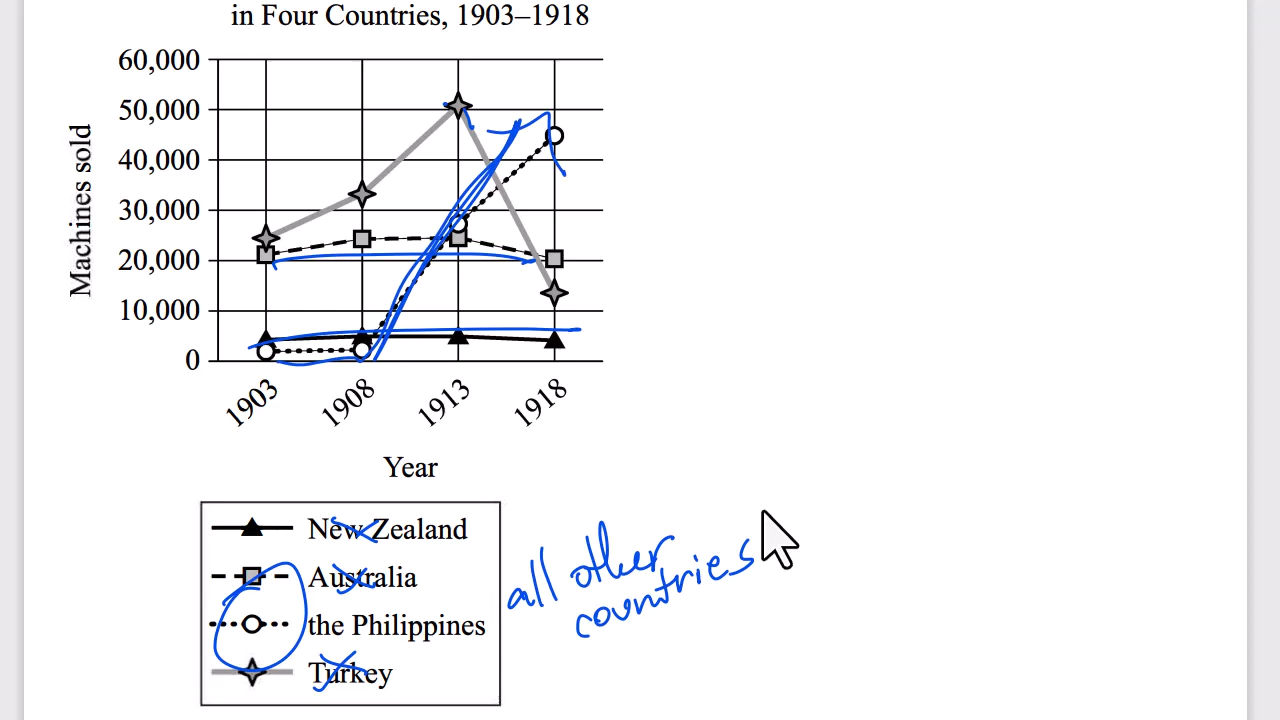 in Four Countries, 1903–1918
60,000
50,000
40,000
30,000
20,000
10,000
0
Machines sold
1903 1908 1913 1918
Year
New Zealand
Australia
the Philippines
Turkey
all other
countries